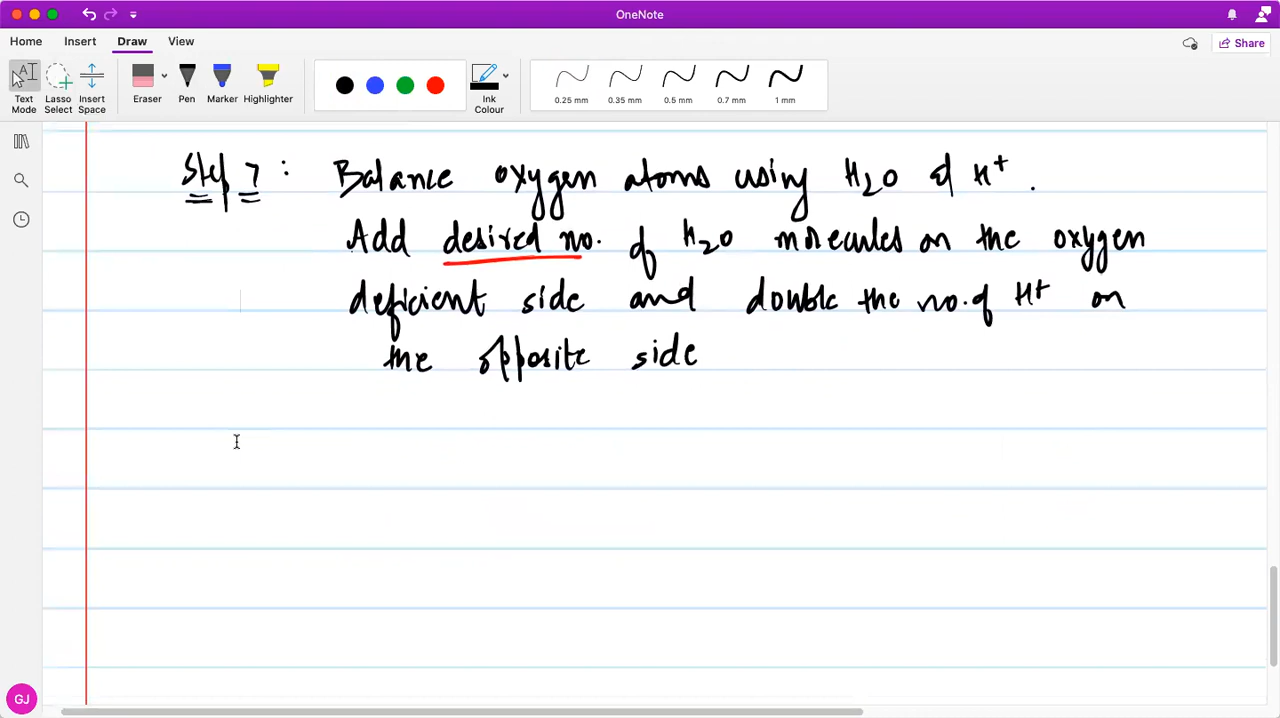 OneNote
Home Insert Draw View
Share
Text Mode
Lasso Select
Insert Space
Eraser
Pen
Marker
Highlighter
Ink Colour
0.25 mm 0.35 mm 0.5 mm 0.7 mm 1 mm
Step 7 : Balance oxygen atoms using H2O & H+.
Add desired no. of H2O molecules on the oxygen
deficient side and double the no. of H+ on
the opposite side
GJ